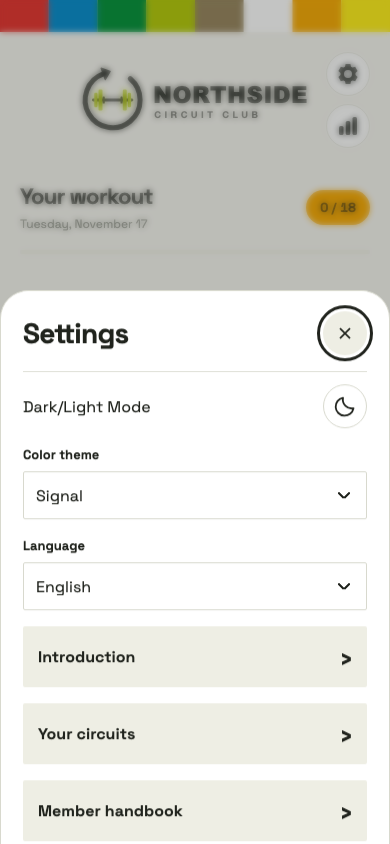 NORTHSIDE
CIRCUIT CLUB
Your workout
0 / 18
Tuesday, November 17
Settings
Dark/Light Mode
Color theme
Signal
Language
English
Introduction >
Your circuits >
Member handbook >